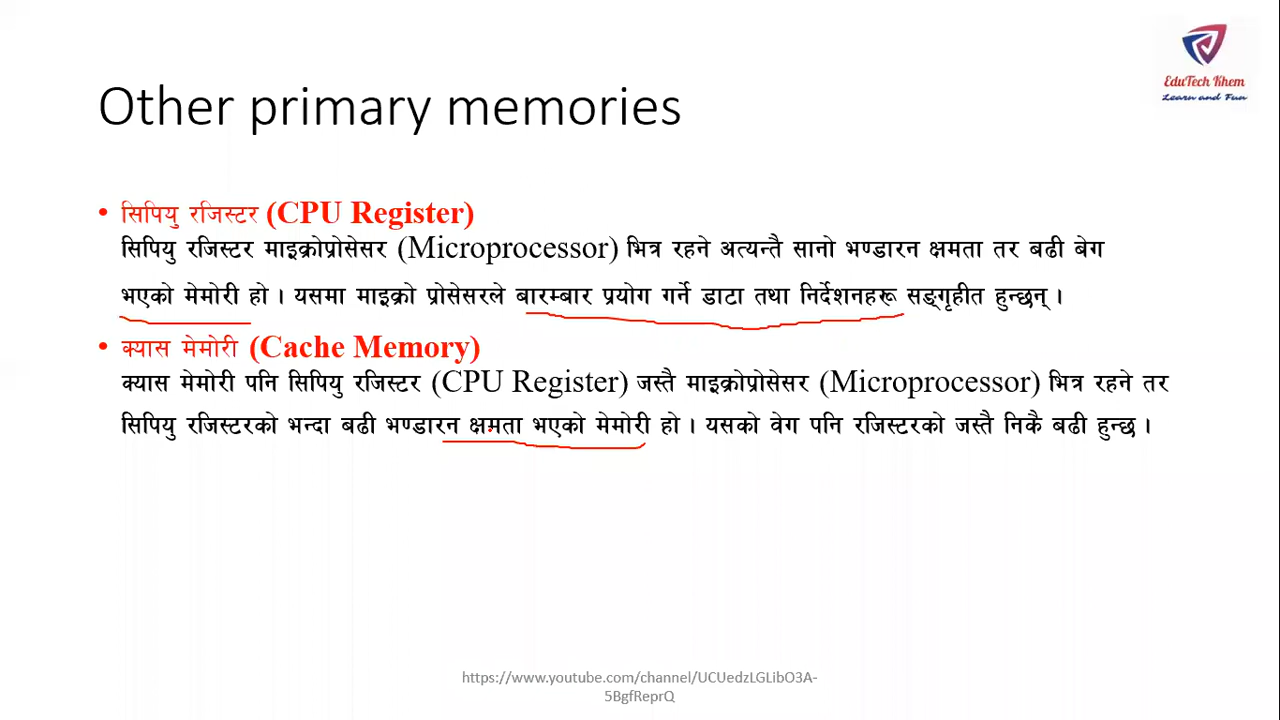 EduTech Khem
Learn and Fun
Other primary memories
• सिपियु रजिस्टर (CPU Register)
सिपियु रजिस्टर माइक्रोप्रोसेसर (Microprocessor) भित्र रहने अत्यन्तै सानो भण्डारन क्षमता तर बढी बेग
भएको मेमोरी हो । यसमा माइक्रो प्रोसेसरले बारम्बार प्रयोग गर्ने डाटा तथा निर्देशनहरू सङ्गृहीत हुन्छन् ।
• क्यास मेमोरी (Cache Memory)
क्यास मेमोरी पनि सिपियु रजिस्टर (CPU Register) जस्तै माइक्रोप्रोसेसर (Microprocessor) भित्र रहने तर
सिपियु रजिस्टरको भन्दा बढी भण्डारन क्षमता भएको मेमोरी हो । यसको वेग पनि रजिस्टरको जस्तै निकै बढी हुन्छ ।
https://www.youtube.com/channel/UCUedzLGLibO3A-
5BgfReprQ